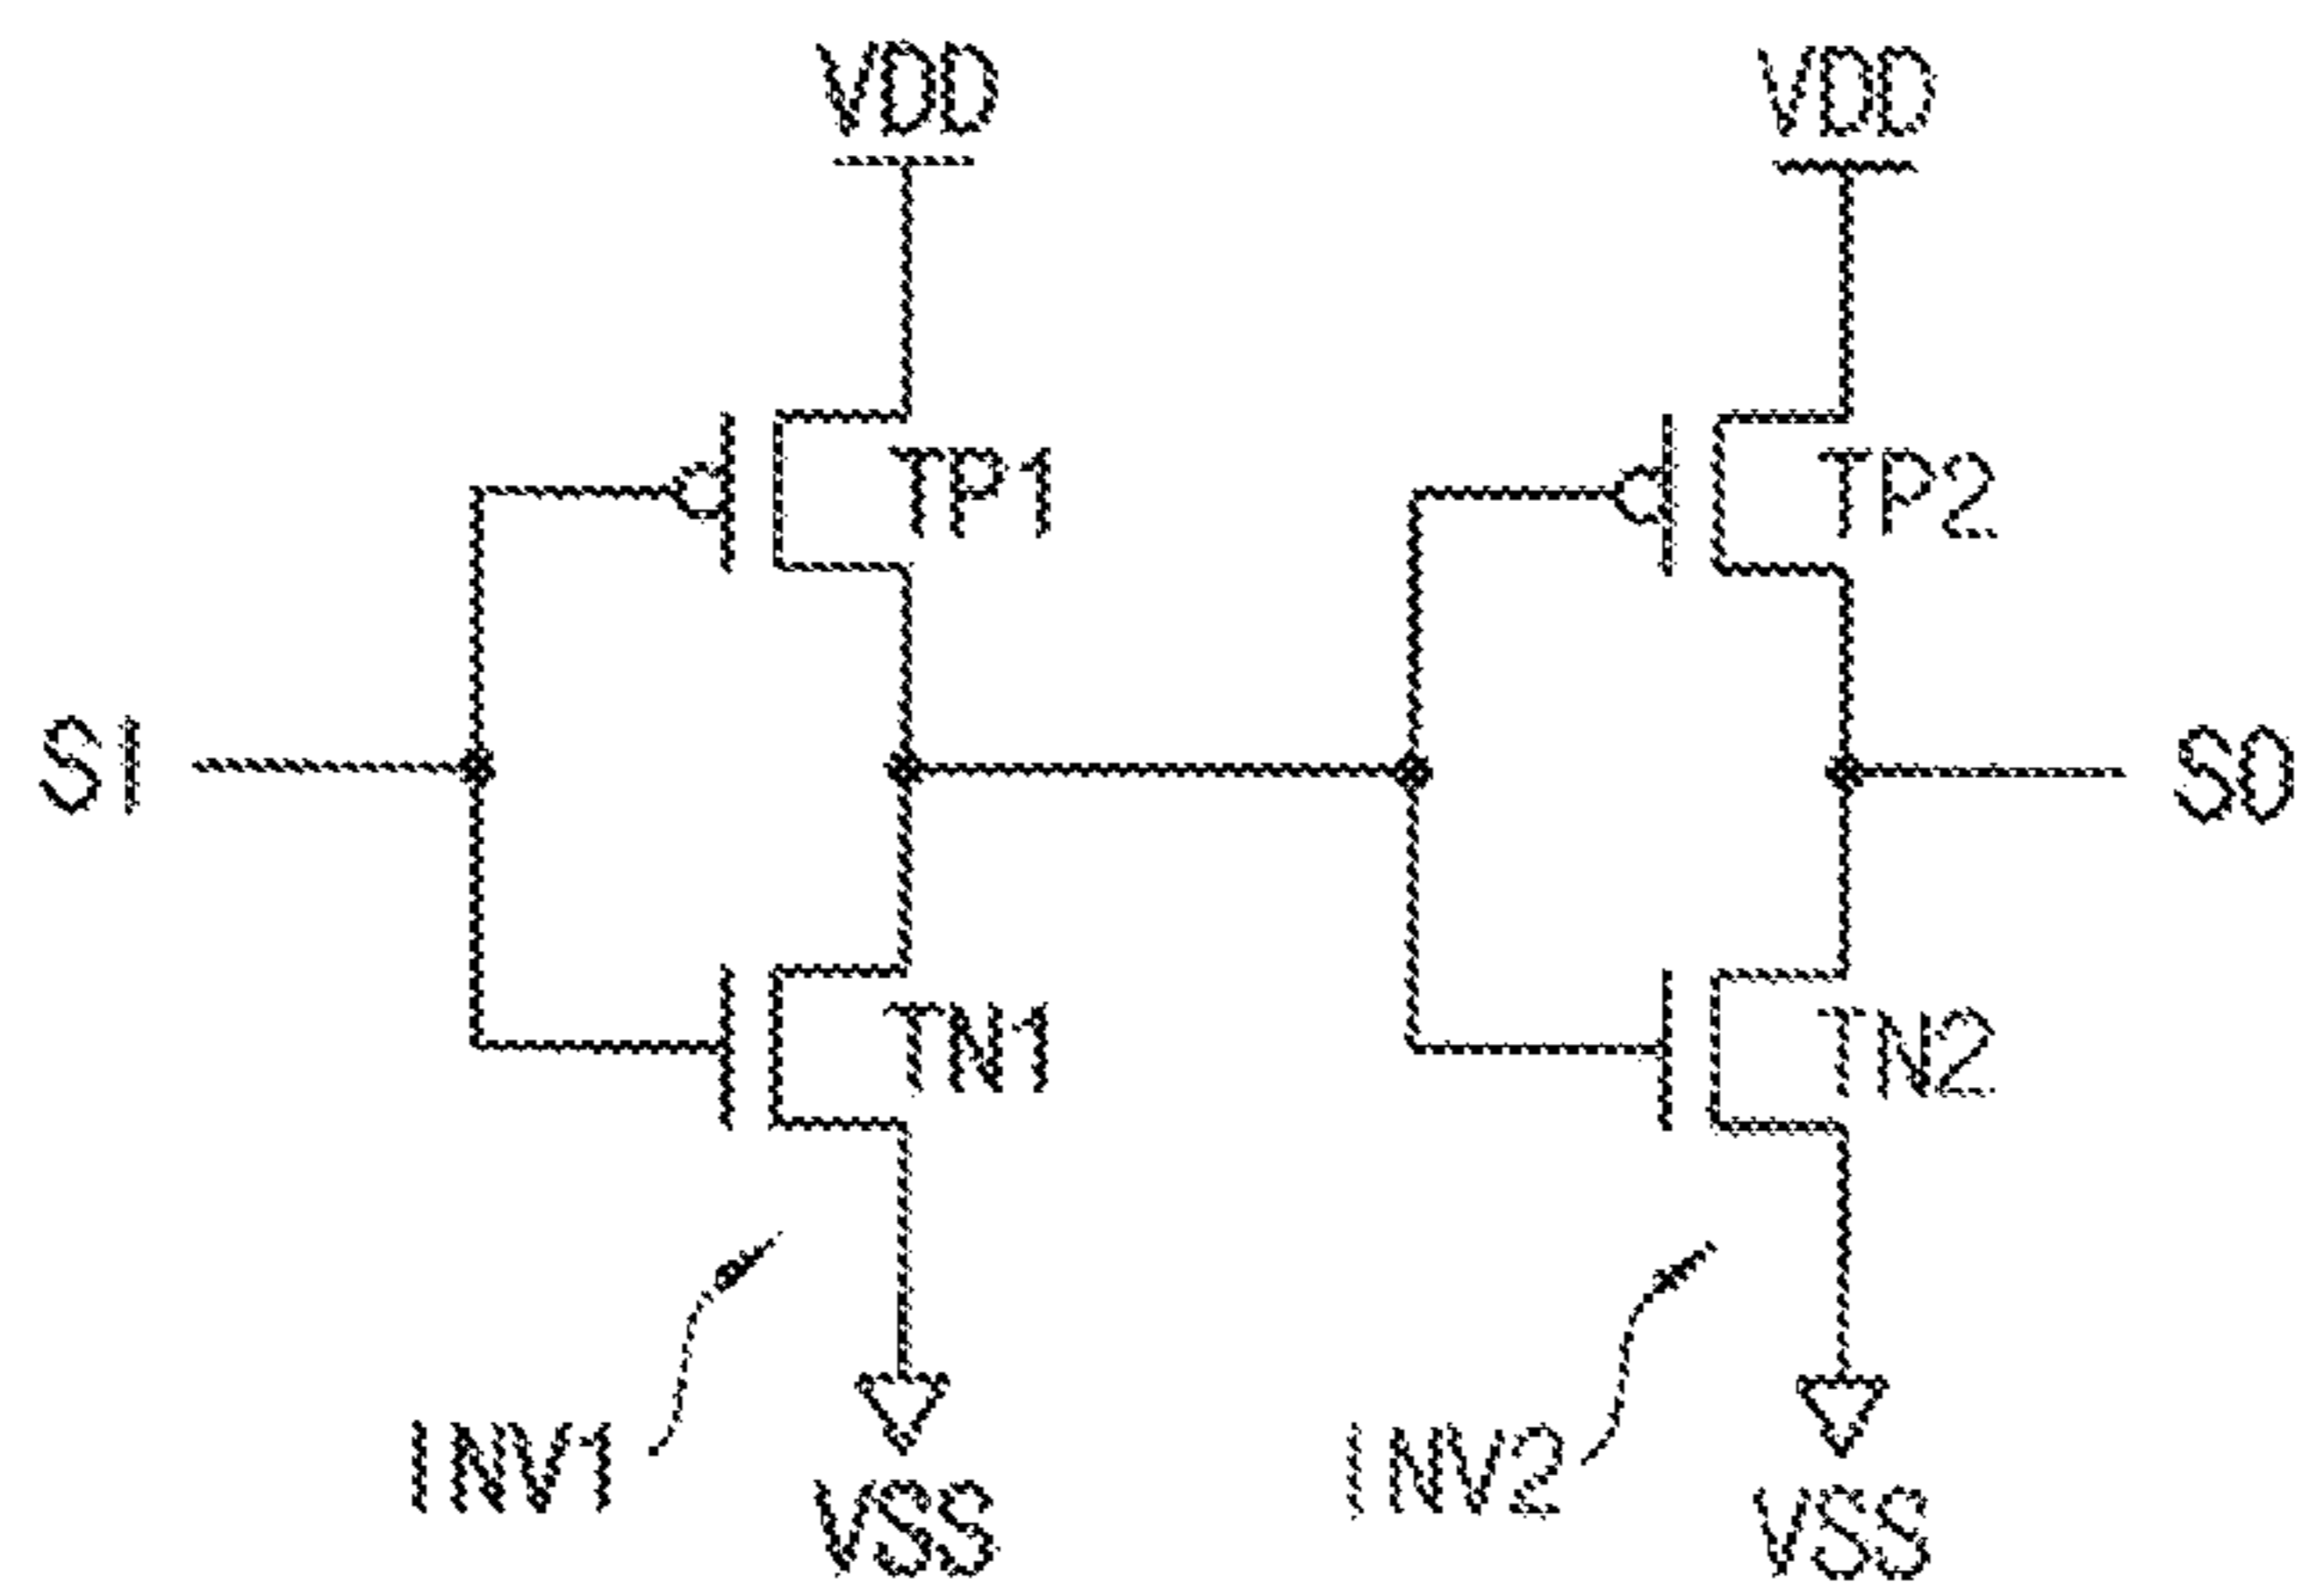 VDD VDD
TP1 TP2
SI SO
TN1 TN2
INV1 INV2
VSS VSS